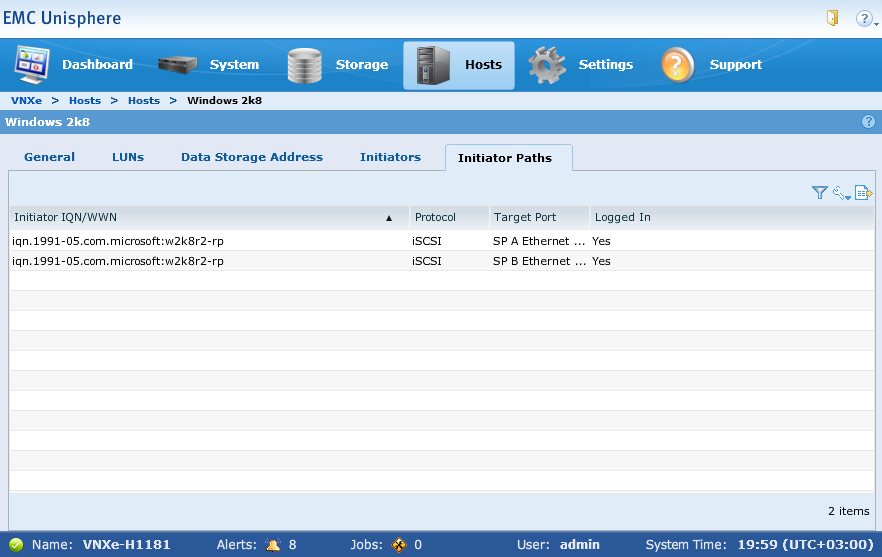 EMC Unisphere
?
Dashboard System Storage Hosts Settings ? Support
VNXe > Hosts > Hosts > Windows 2k8
Windows 2k8 ?
General LUNs Data Storage Address Initiators Initiator Paths
Initiator IQN/WWN ▲ Protocol Target Port Logged In
iqn.1991-05.com.microsoft:w2k8r2-rp iSCSI SP A Ethernet ... Yes
iqn.1991-05.com.microsoft:w2k8r2-rp iSCSI SP B Ethernet ... Yes
2 items
Name: VNXe-H1181 Alerts: 8 Jobs: 0 User: admin System Time: 19:59 (UTC+03:00)